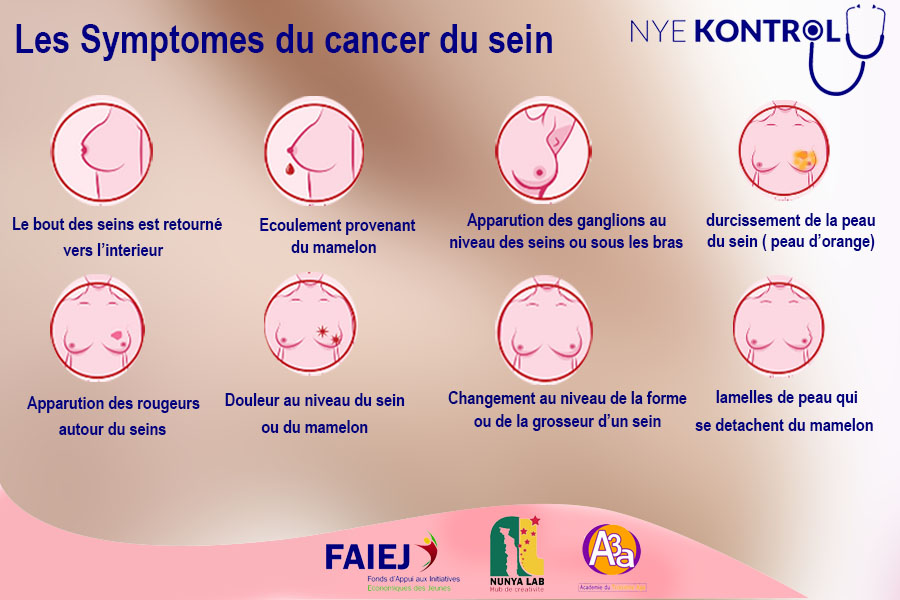 Les Symptomes du cancer du sein
NYE KONTROL
Le bout des seins est retourné
vers l'interieur
Ecoulement provenant
du mamelon
Apparution des ganglions au
niveau des seins ou sous les bras
durcissement de la peau
du sein ( peau d'orange)
Apparution des rougeurs
autour du seins
Douleur au niveau du sein
ou du mamelon
Changement au niveau de la forme
ou de la grosseur d'un sein
lamelles de peau qui
se detachent du mamelon
FAIEJ
Fonds d'Appui aux Initiatives
Economiques des Jeunes
NUNYA LAB
Hub de creativité
A3a
Academie du